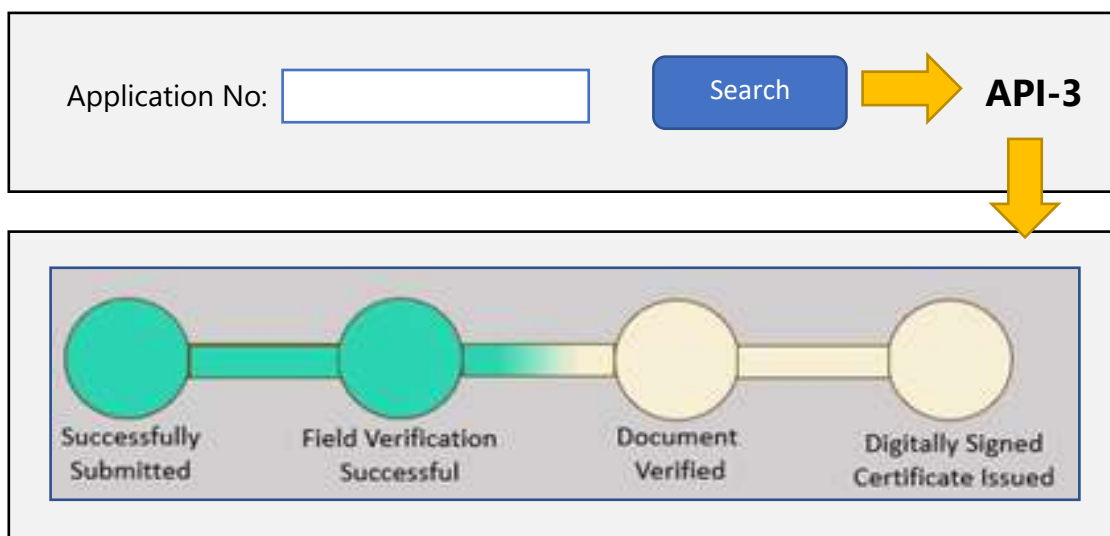 Application No:
Search
API-3
Successfully
Submitted
Field Verification
Successful
Document
Verified
Digitally Signed
Certificate Issued